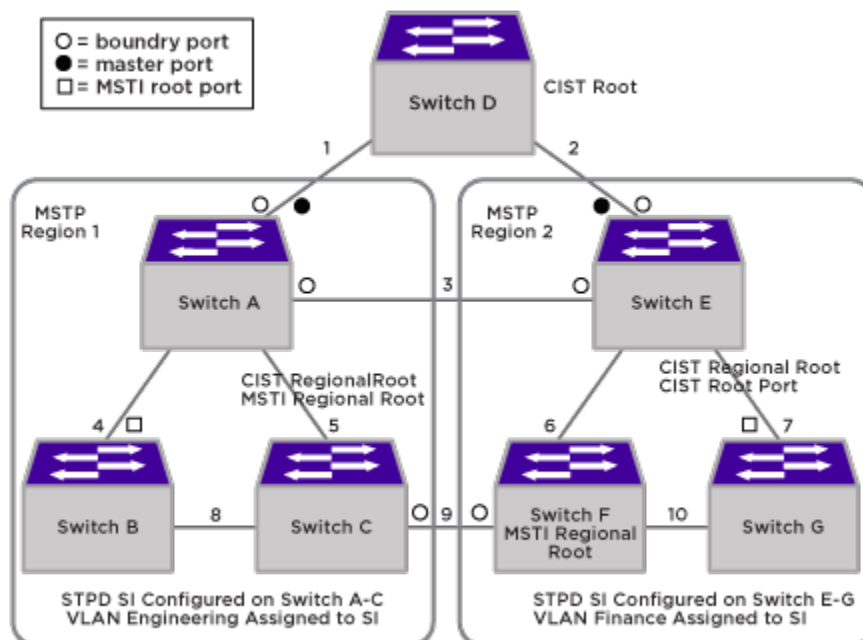 ○ = boundry port
● = master port
□ = MSTI root port
Switch D
CIST Root
1
2
MSTP
Region 1
MSTP
Region 2
Switch A
3
Switch E
CIST RegionalRoot
MSTI Regional Root
CIST Regional Root
CIST Root Port
4
5
6
7
Switch B
8
Switch C
9
Switch F
MSTI Regional
Root
10
Switch G
STPD SI Configured on Switch A-C
VLAN Engineering Assigned to SI
STPD SI Configured on Switch E-G
VLAN Finance Assigned to SI